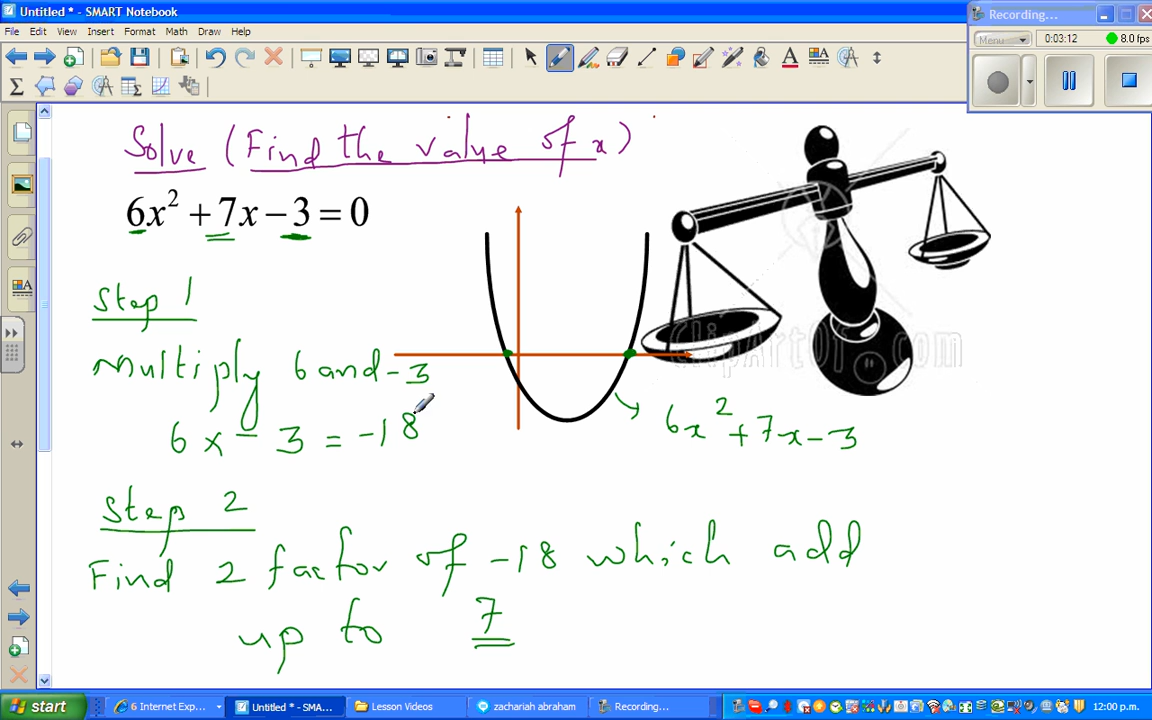 Untitled * - SMART Notebook
Recording...
File Edit View Insert Format Math Draw Help
Menu
0:03:12
8.0 fps
Solve (Find the value of x)
6x² + 7x − 3 = 0
Step 1
Multiply 6 and -3
6 x - 3 = -18
6x² + 7x - 3
ClipArtOf.com
Step 2
Find 2 factor of -18 which add
up to 7
start
6 Internet Exp...
Untitled * - SMA...
Lesson Videos
zachariah abraham
Recording...
12:00 p.m.